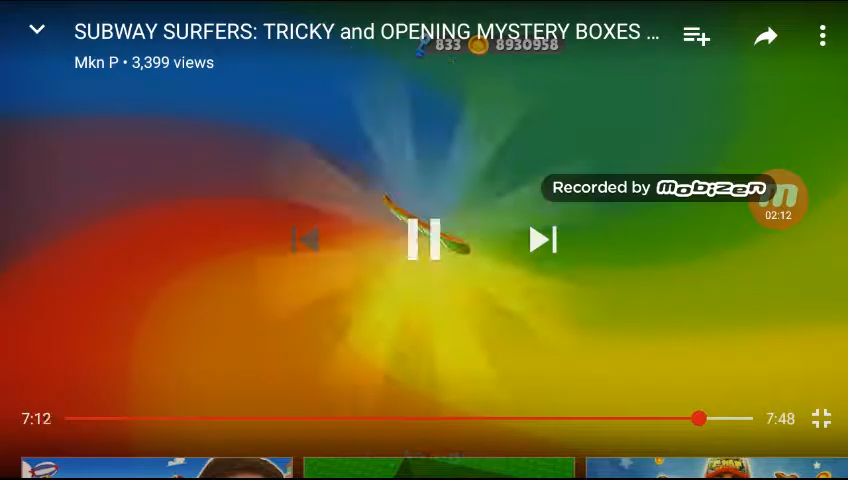 SUBWAY SURFERS: TRICKY and OPENING MYSTERY BOXES ...
833 8930958
Mkn P • 3,399 views
Recorded by mobizen
m
02:12
7:12
7:48